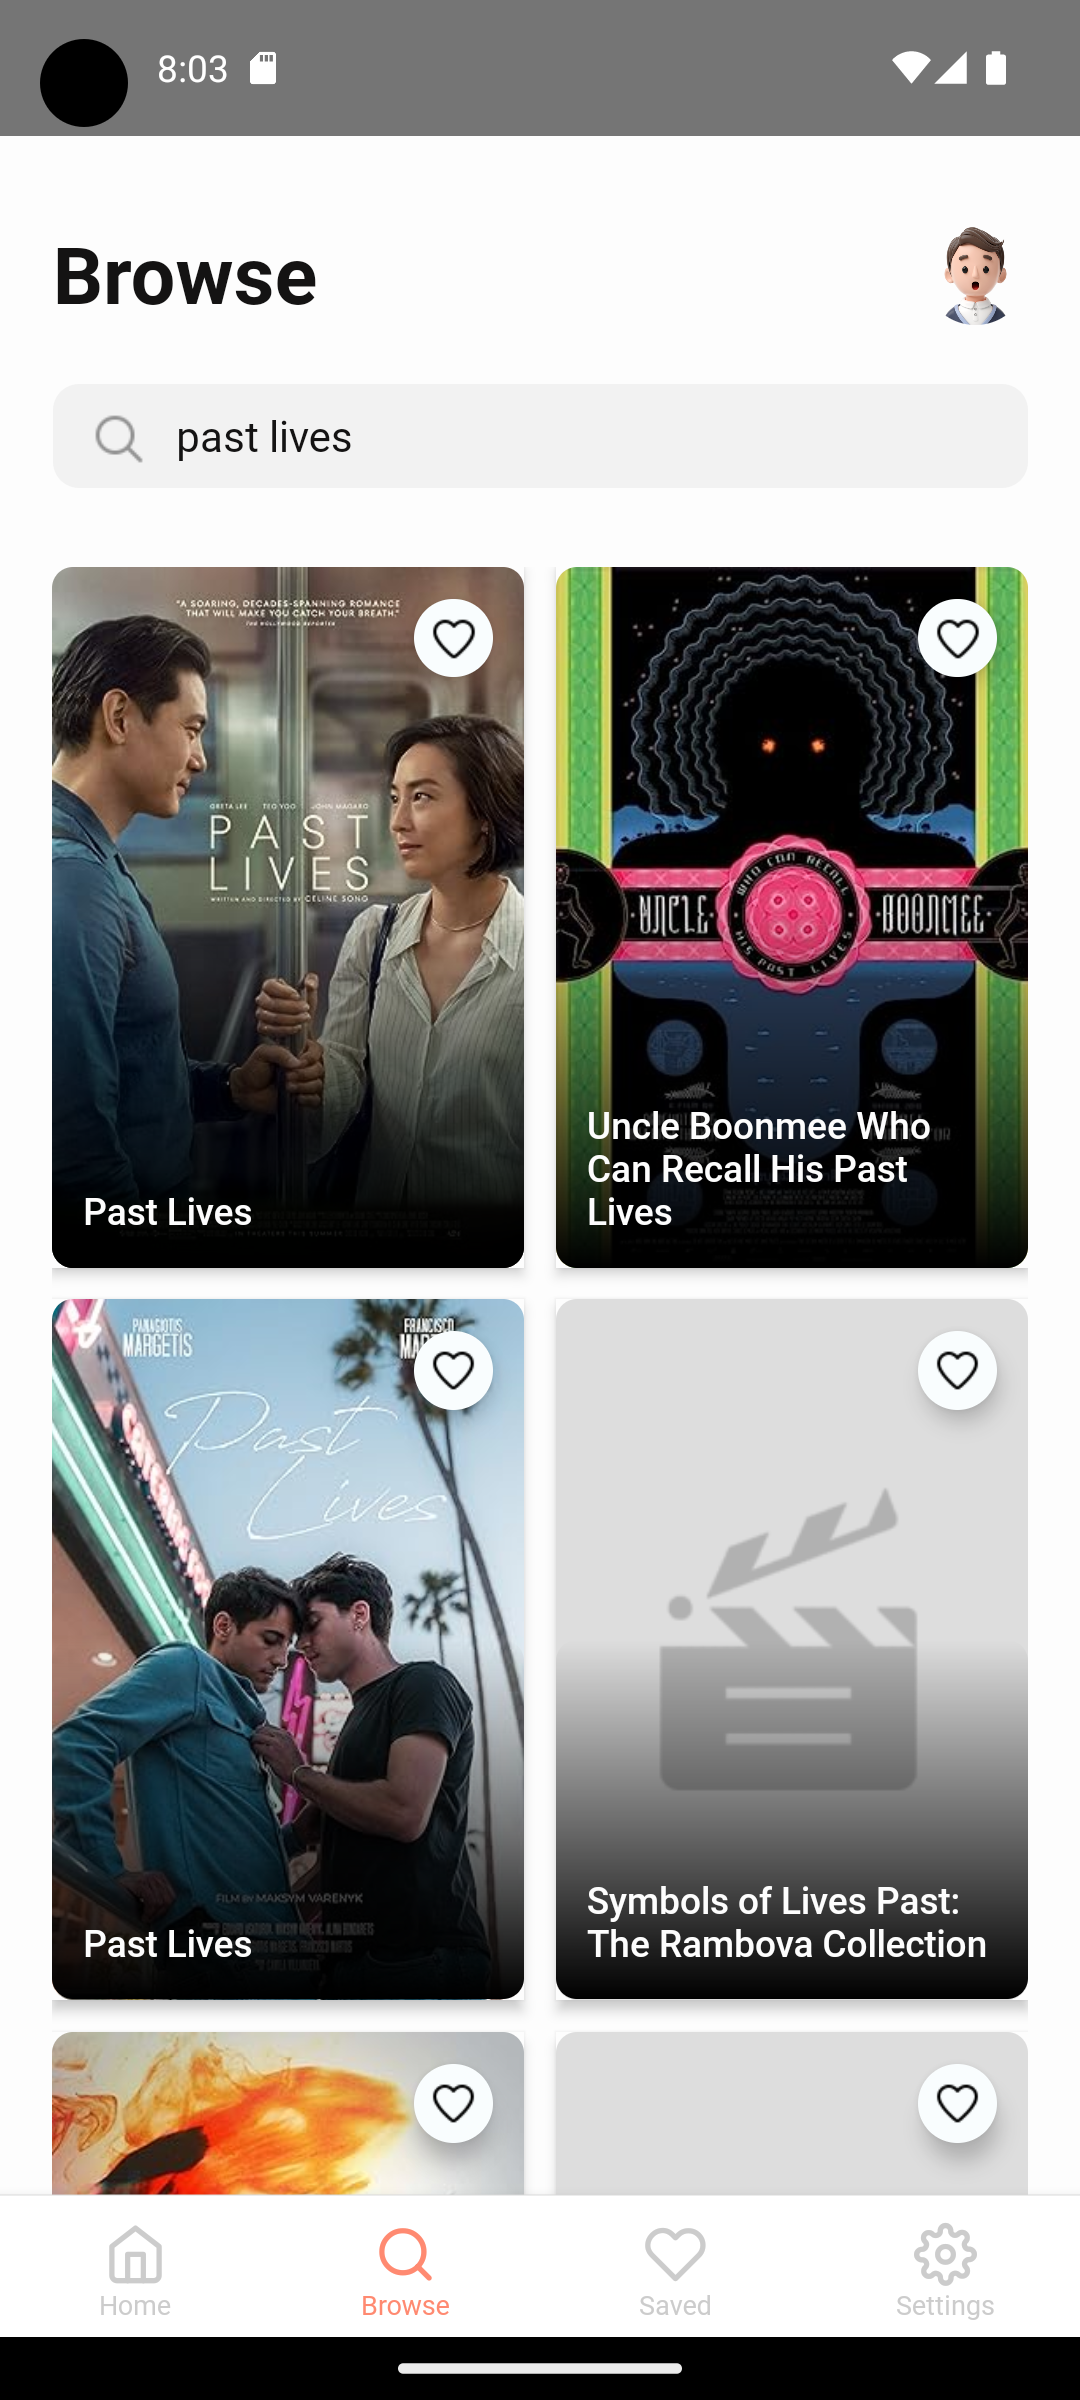 8:03
Browse
past lives
"A SOARING, DECADES-SPANNING ROMANCE
THAT WILL MAKE YOU CATCH YOUR BREATH."
THE HOLLYWOOD REPORTER
GRETA LEE TEO YOO JOHN MAGARO
PAST
LIVES
WRITTEN AND DIRECTED BY CELINE SONG
Past Lives
WHO CAN RECALL
UNCLE BOONMEE
HIS PAST LIVES
Uncle Boonmee Who
Can Recall His Past
Lives
PANAGIOTIS
MARGETIS
FRANCISCO
Past
Lives
FILM BY MAKSYM VARENYK
Past Lives
Symbols of Lives Past:
The Rambova Collection
Home
Browse
Saved
Settings